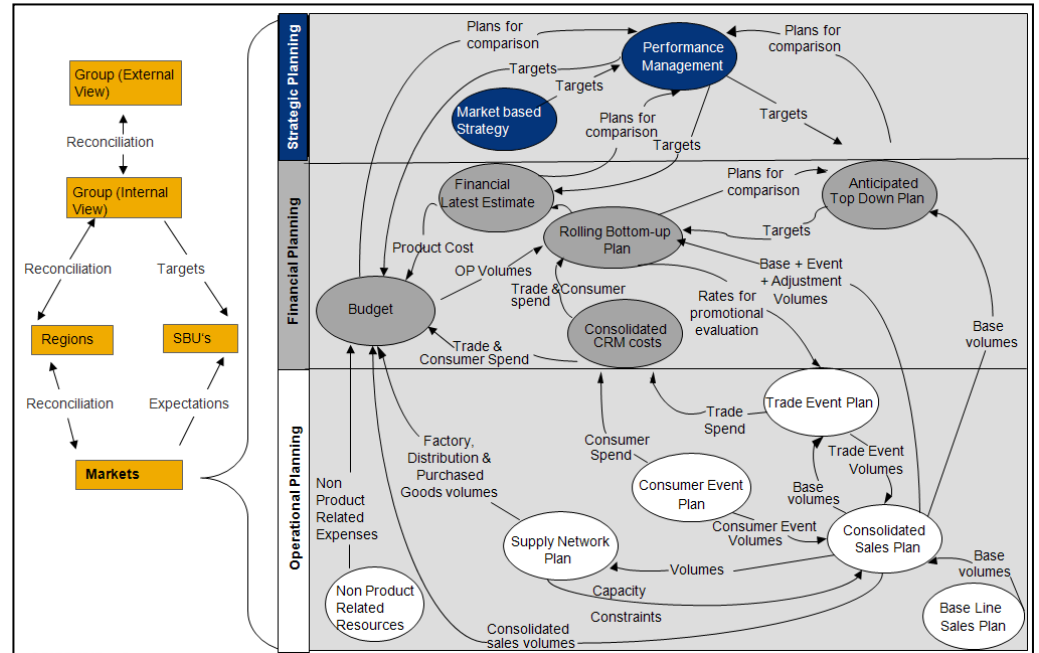 Group (External
View)
Reconciliation
Group (Internal
View)
Reconciliation
Targets
Regions
SBU's
Reconciliation
Expectations
Markets
Strategic Planning
Plans for
comparison
Performance
Management
Plans for
comparison
Targets
Targets
Market based
Strategy
Plans for
comparison
Targets
Targets
Financial Planning
Financial
Latest Estimate
Plans for
comparison
Anticipated
Top Down Plan
Rolling Bottom-up
Plan
Targets
Product Cost
OP Volumes
Trade &Consumer
spend
Base + Event
+ Adjustment
Volumes
Budget
Rates for
promotional
evaluation
Consolidated
CRM costs
Trade &
Consumer Spend
Base
volumes
Operational Planning
Trade Event Plan
Trade
Spend
Factory,
Distribution &
Purchased
Goods volumes
Consumer
Spend
Trade Event
Volumes
Base
volumes
Non
Product
Related
Expenses
Consumer Event
Plan
Consumer Event
Volumes
Consolidated
Sales Plan
Supply Network
Plan
Volumes
Base
volumes
Non Product
Related
Resources
Capacity
Constraints
Base Line
Sales Plan
Consolidated
sales volumes